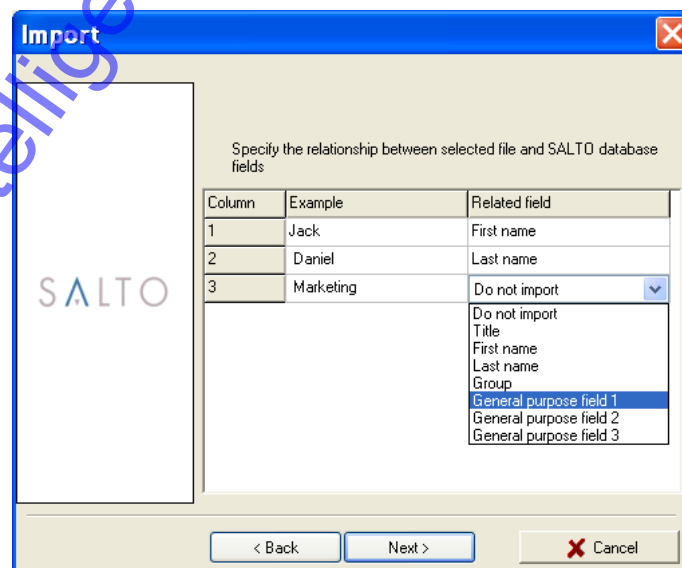 Import
Specify the relationship between selected file and SALTO database
fields
Column Example Related field
1 Jack First name
2 Daniel Last name
3 Marketing Do not import
Do not import
Title
First name
Last name
Group
General purpose field 1
General purpose field 2
General purpose field 3
SALTO
< Back Next > Cancel